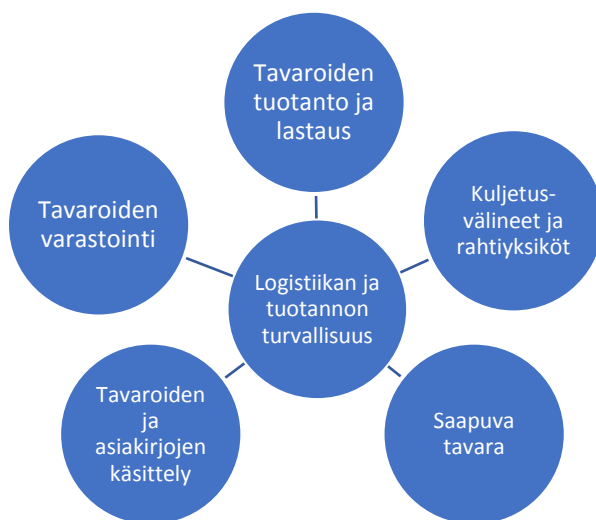 Tavaroiden
tuotanto ja
lastaus
Kuljetus-
välineet ja
rahtiyksiköt
Tavaroiden
varastointi
Logistiikan ja
tuotannon
turvallisuus
Tavaroiden
ja
asiakirjojen
käsittely
Saapuva
tavara